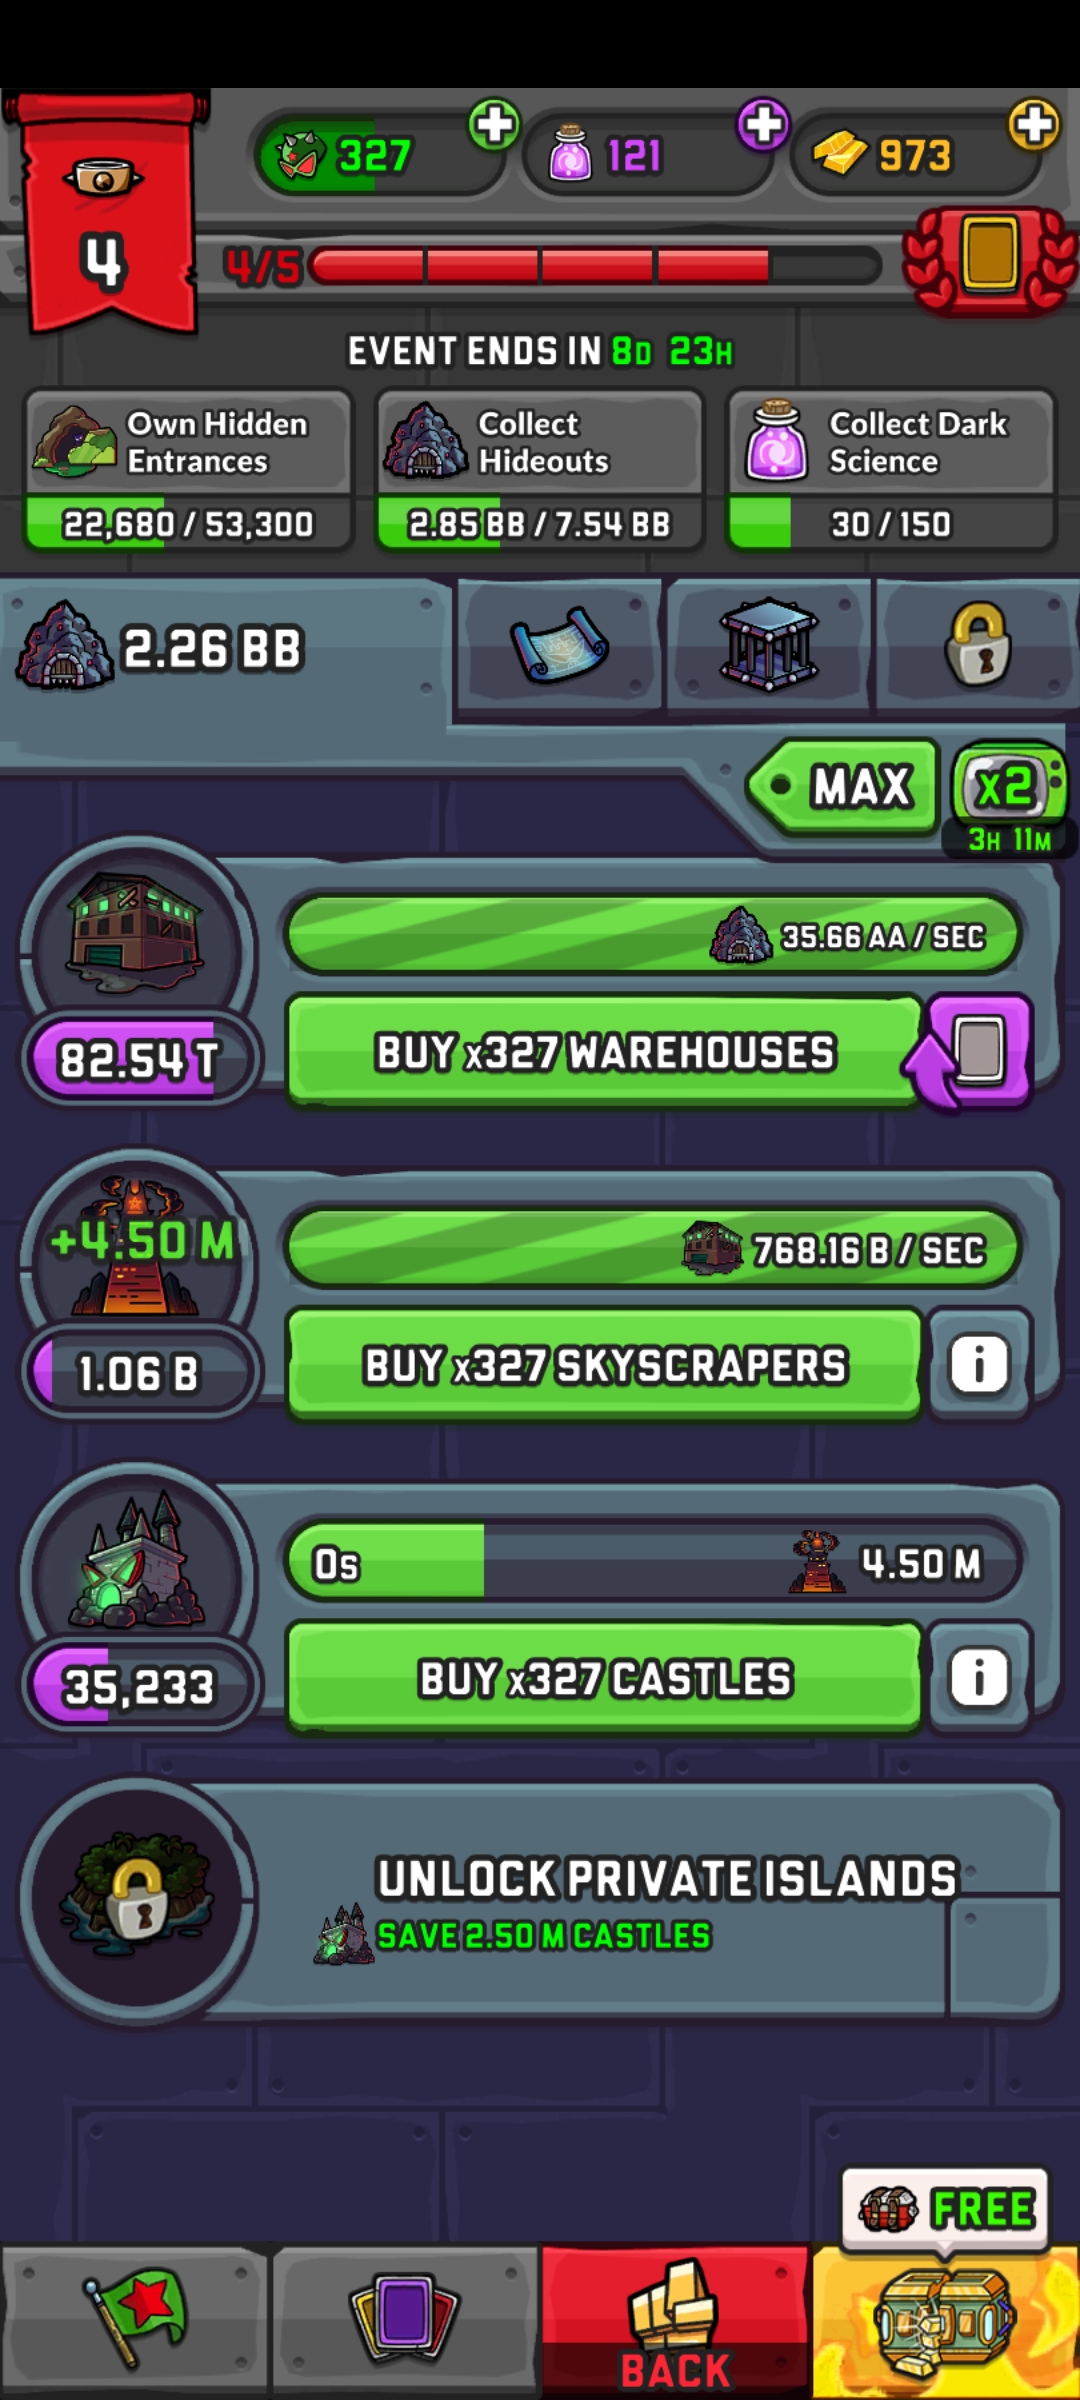 327
121
973
4
4/5
EVENT ENDS IN 8D 23H
Own Hidden
Entrances
22,680 / 53,300
Collect
Hideouts
2.85 BB / 7.54 BB
Collect Dark
Science
30 / 150
2.26 BB
MAX
x2
3H 11M
35.66 AA / SEC
82.54 T
BUY x327 WAREHOUSES
+4.50 M
768.16 B / SEC
1.06 B
BUY x327 SKYSCRAPERS
i
0s
4.50 M
35,233
BUY x327 CASTLES
i
UNLOCK PRIVATE ISLANDS
SAVE 2.50 M CASTLES
FREE
BACK